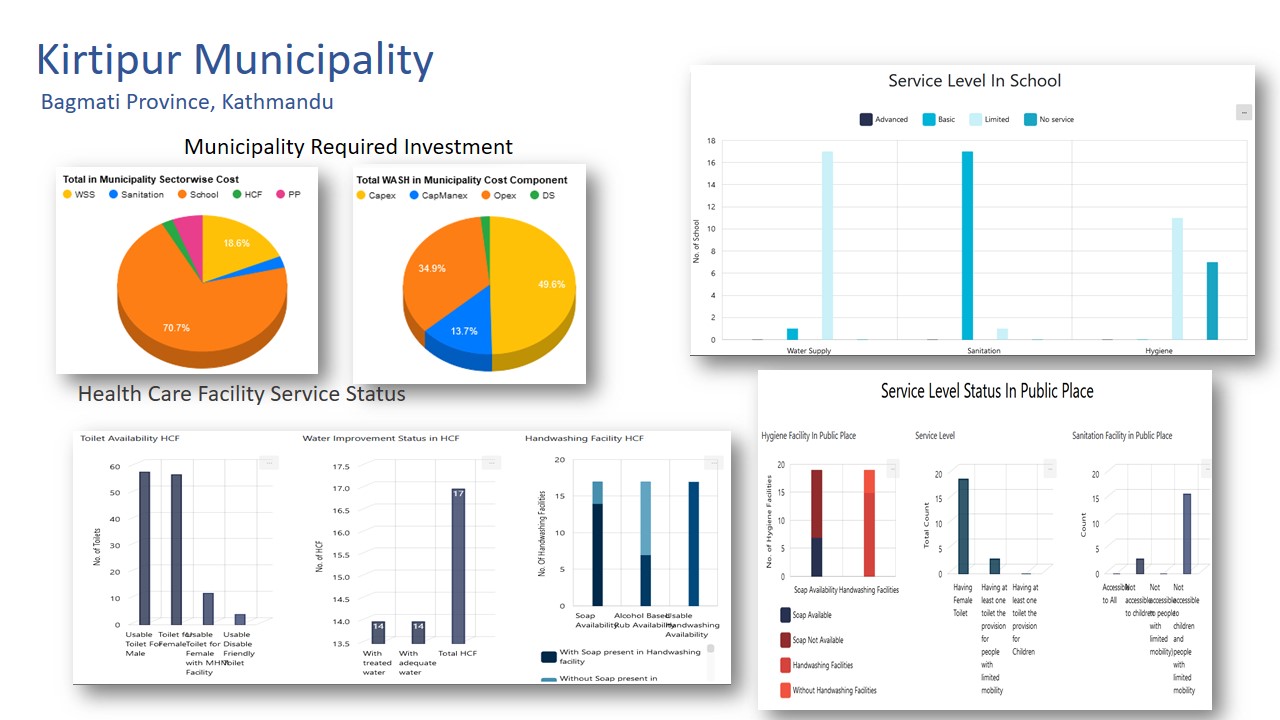 Kirtipur Municipality
Bagmati Province, Kathmandu
Municipality Required Investment
Total in Municipality Sectorwise Cost
WSS Sanitation School HCF PP
18.6%
70.7%
Total WASH in Municipality Cost Component
Capex CapManex Opex DS
34.9%
49.6%
13.7%
Service Level In School
Advanced Basic Limited No service
No. of School
18
16
14
12
10
8
6
4
2
0
Water Supply Sanitation Hygiene
Health Care Facility Service Status
Toilet Availability HCF
No. of Toilets
60
50
40
30
20
10
0
Usable
Toilet For
Male
Toilet for
Female
Usable
Toilet for
Female
with MHM
Facility
Usable
Disable
Friendly
Toilet
Water Improvement Status in HCF
No. of HCF
17.5
17.0
16.5
16.0
15.5
15.0
14.5
14.0
13.5
14
14
17
With
treated
water
With
adequate
water
Total HCF
Handwashing Facility HCF
No. Of Handwashing Facilities
20
15
10
5
0
Soap
Availability
Alcohol Based
Rub Availability
Usable
Handwashing
Availability
With Soap present in Handwashing
facility
Without Soap present in
Service Level Status In Public Place
Hygiene Facility In Public Place
No. of Hygiene Facilities
20
15
10
5
0
Soap Available Handwashing Facilities
Soap Available
Soap Not Available
Handwashing Facilities
Without Handwashing Facilities
Service Level
Total Count
20
15
10
5
0
Having
Female
Toilet
Having at
least one
toilet the
provision
for
people
with
limited
mobility
Having at
least one
toilet the
provision
for
Children
Sanitation Facility in Public Place
Count
20
15
10
5
0
Accessible
to All
Not
accessible
to children
Not
accessible
to people
with
limited
mobility
Not
accessible
to
children
and
people
with
limited
mobility